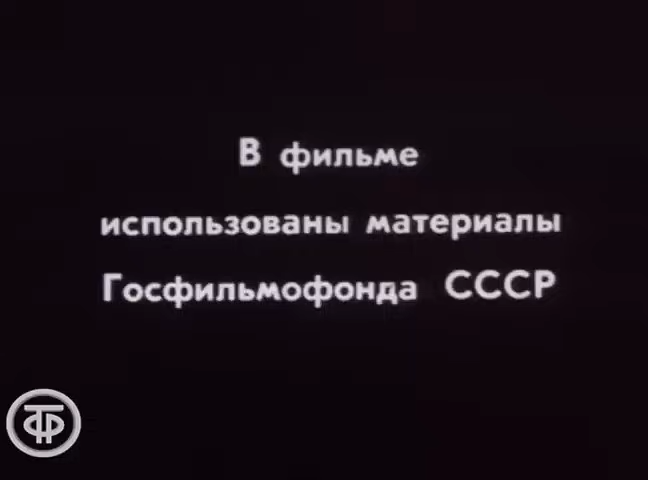 В фильме
использованы материалы
Госфильмофонда СССР